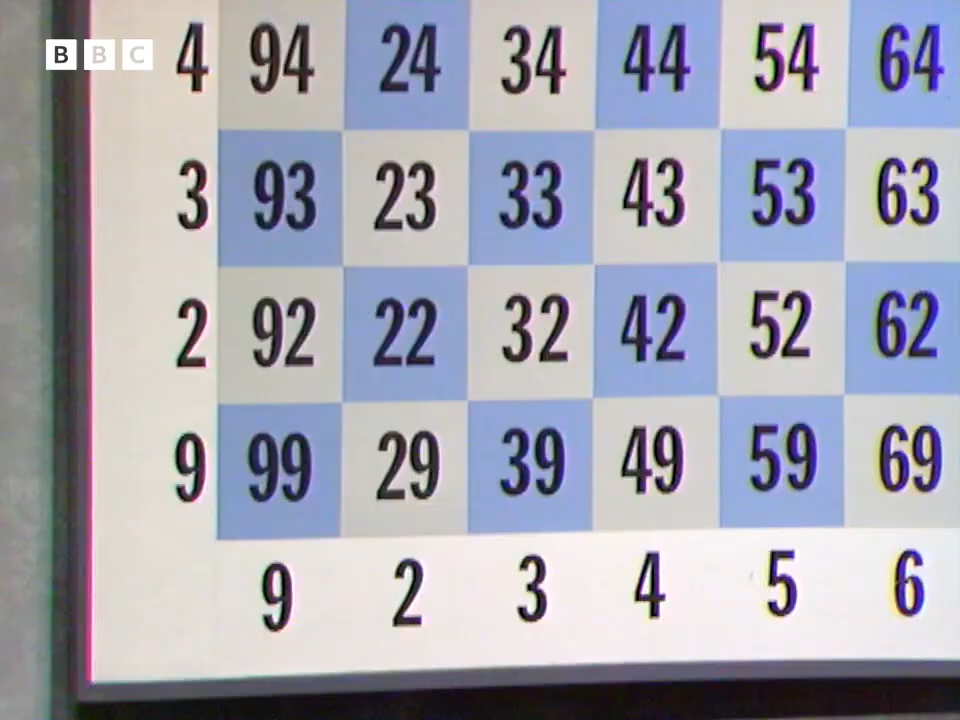 BBC
4 94 24 34 44 54 64
3 93 23 33 43 53 63
2 92 22 32 42 52 62
9 99 29 39 49 59 69
9 2 3 4 5 6